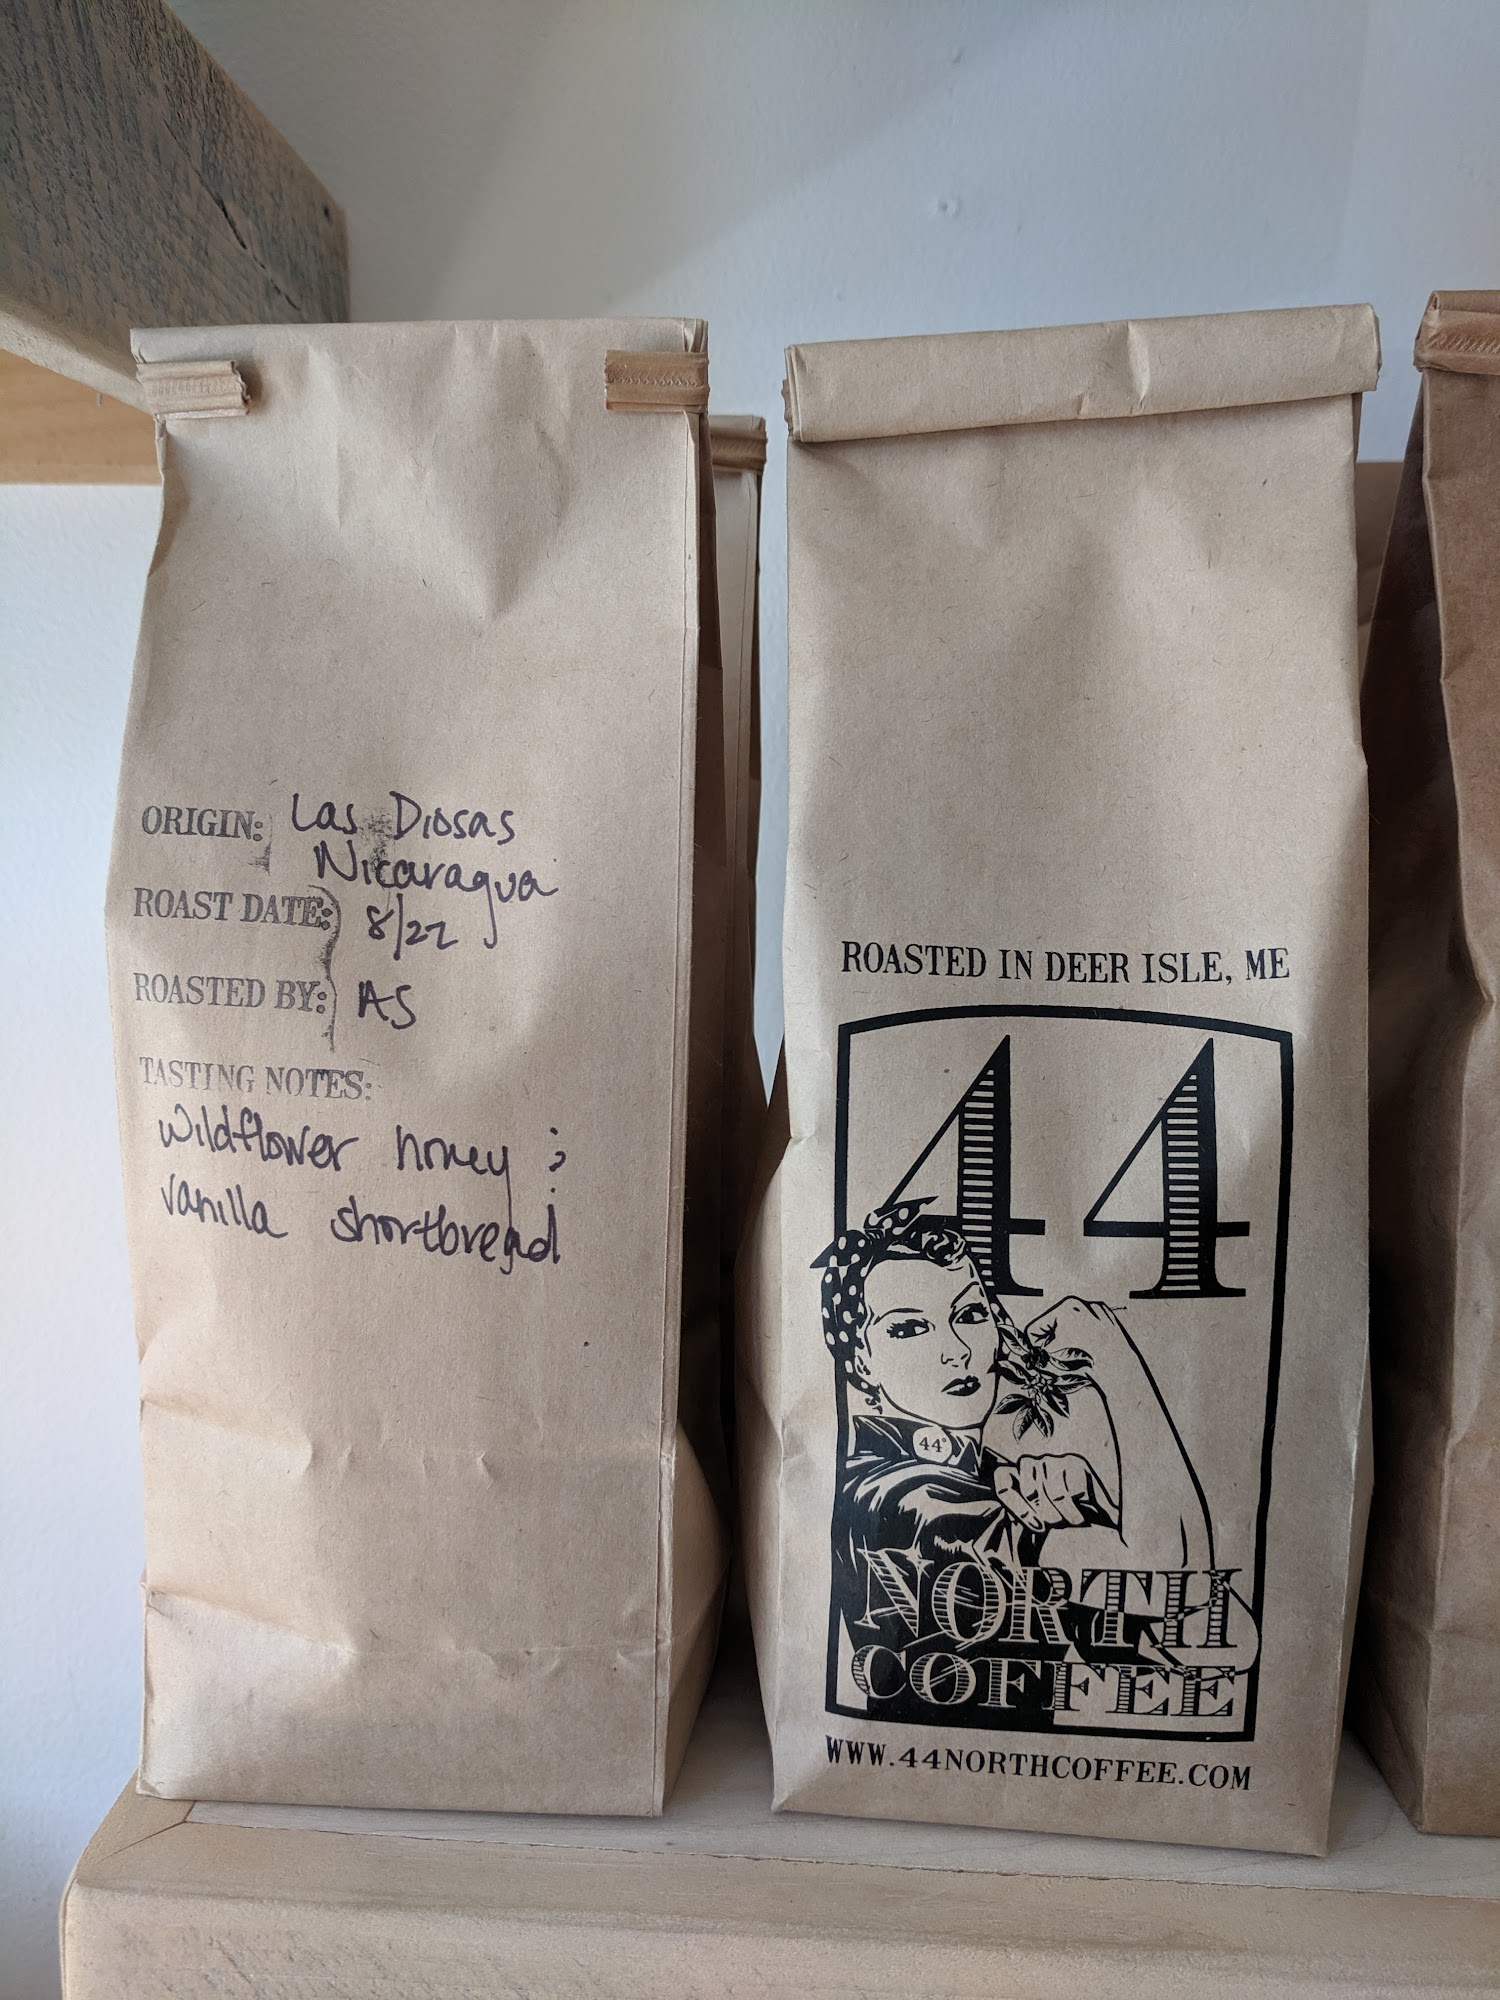 ORIGIN: Las Diosas
Nicaragua
ROAST DATE: 8/22
ROASTED BY: AS
TASTING NOTES:
wildflower honey ;
vanilla shortbread
ROASTED IN DEER ISLE, ME
44
44°
NORTH
COFFEE
WWW.44NORTHCOFFEE.COM